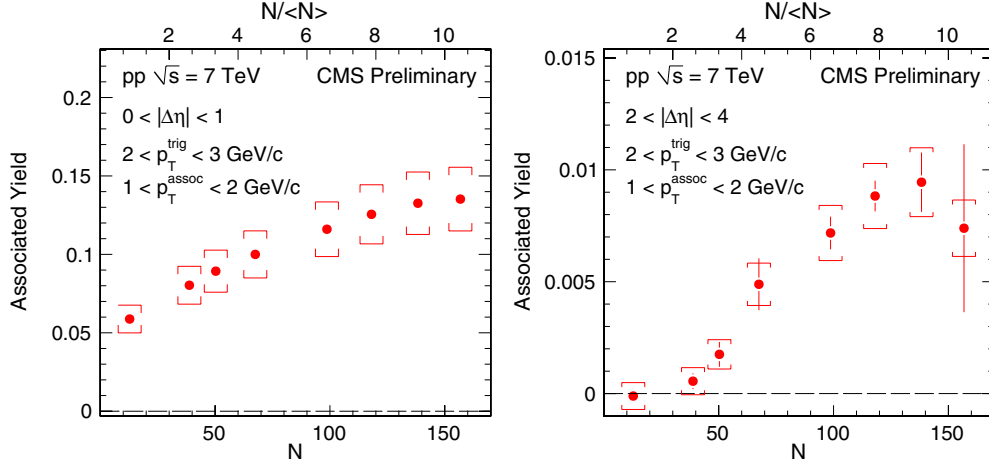 N/<N>
2 4 6 8 10
pp √s = 7 TeV CMS Preliminary
0 < |Δη| < 1
2 < p_T^trig < 3 GeV/c
1 < p_T^assoc < 2 GeV/c
Associated Yield
0.2
0.15
0.1
0.05
0
50 100 150
N
N/<N>
2 4 6 8 10
pp √s = 7 TeV CMS Preliminary
2 < |Δη| < 4
2 < p_T^trig < 3 GeV/c
1 < p_T^assoc < 2 GeV/c
Associated Yield
0.015
0.010
0.005
0
50 100 150
N